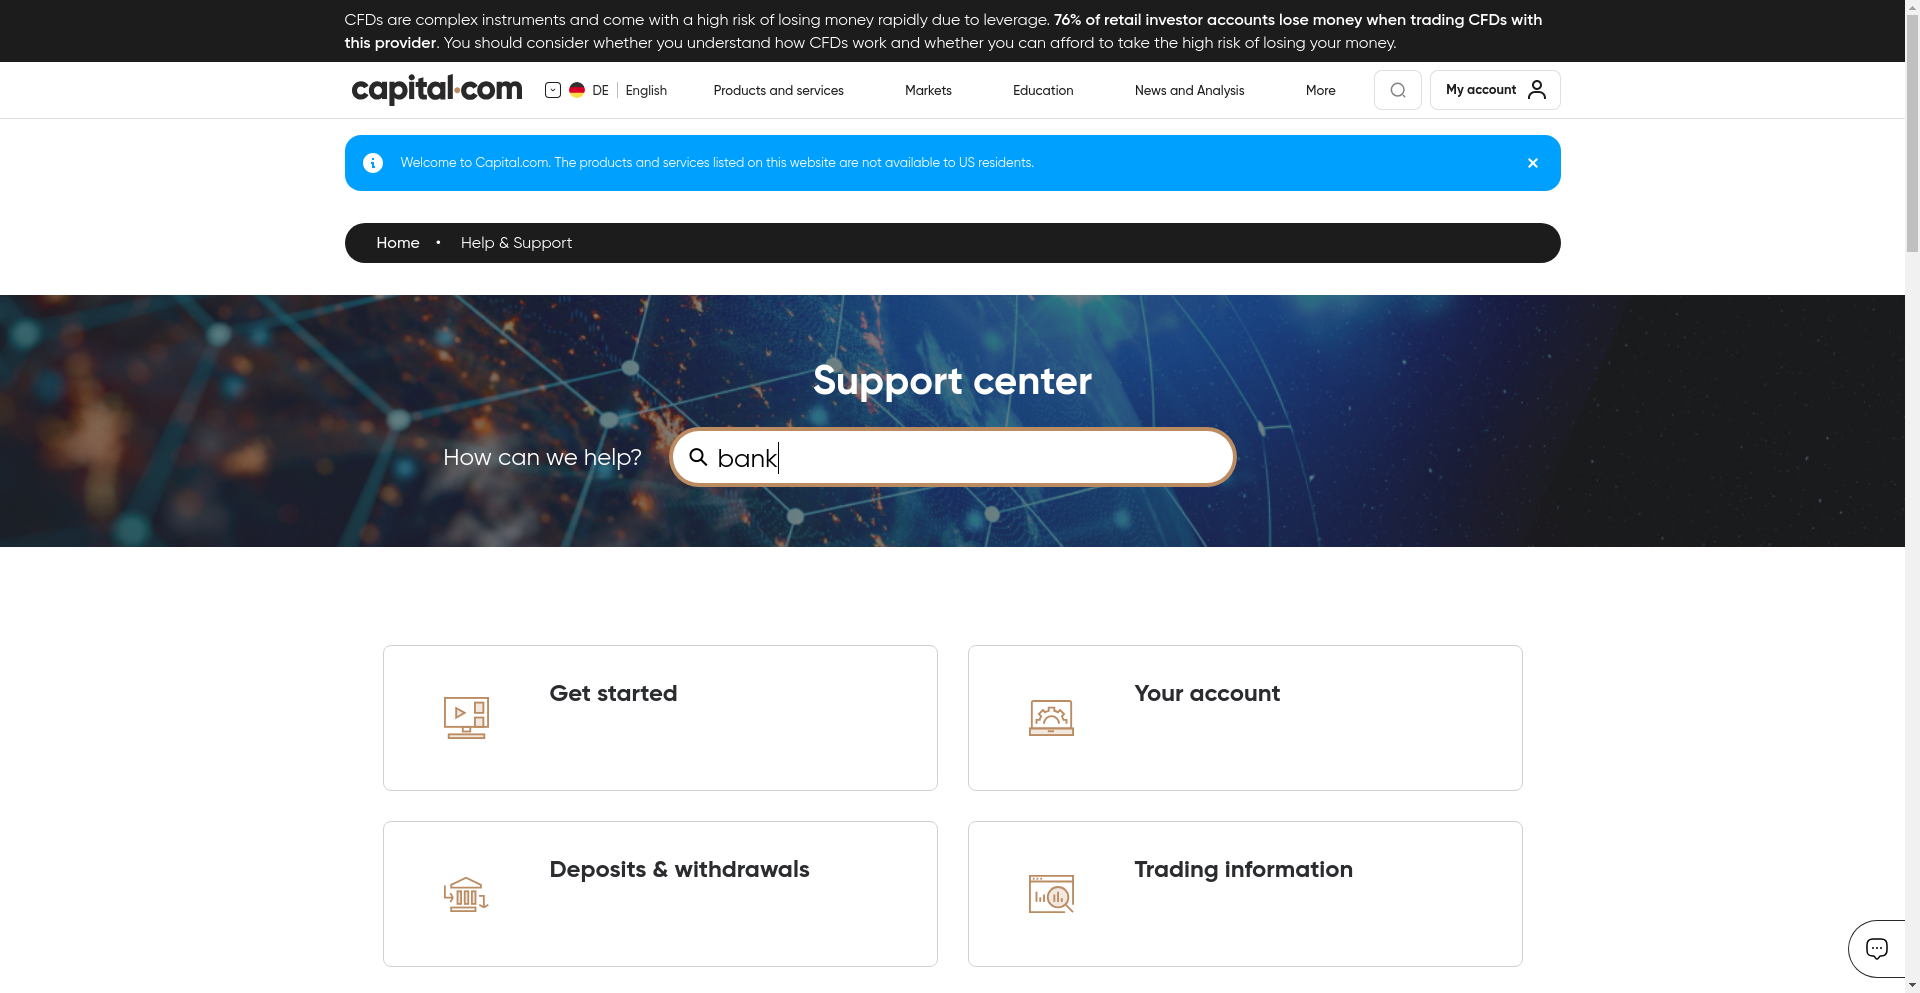 CFDs are complex instruments and come with a high risk of losing money rapidly due to leverage. 76% of retail investor accounts lose money when trading CFDs with
this provider. You should consider whether you understand how CFDs work and whether you can afford to take the high risk of losing your money.
capital.com DE English Products and services Markets Education News and Analysis More My account
Welcome to Capital.com. The products and services listed on this website are not available to US residents.
Home • Help & Support
Support center
How can we help? bank
Get started
Your account
Deposits & withdrawals
Trading information